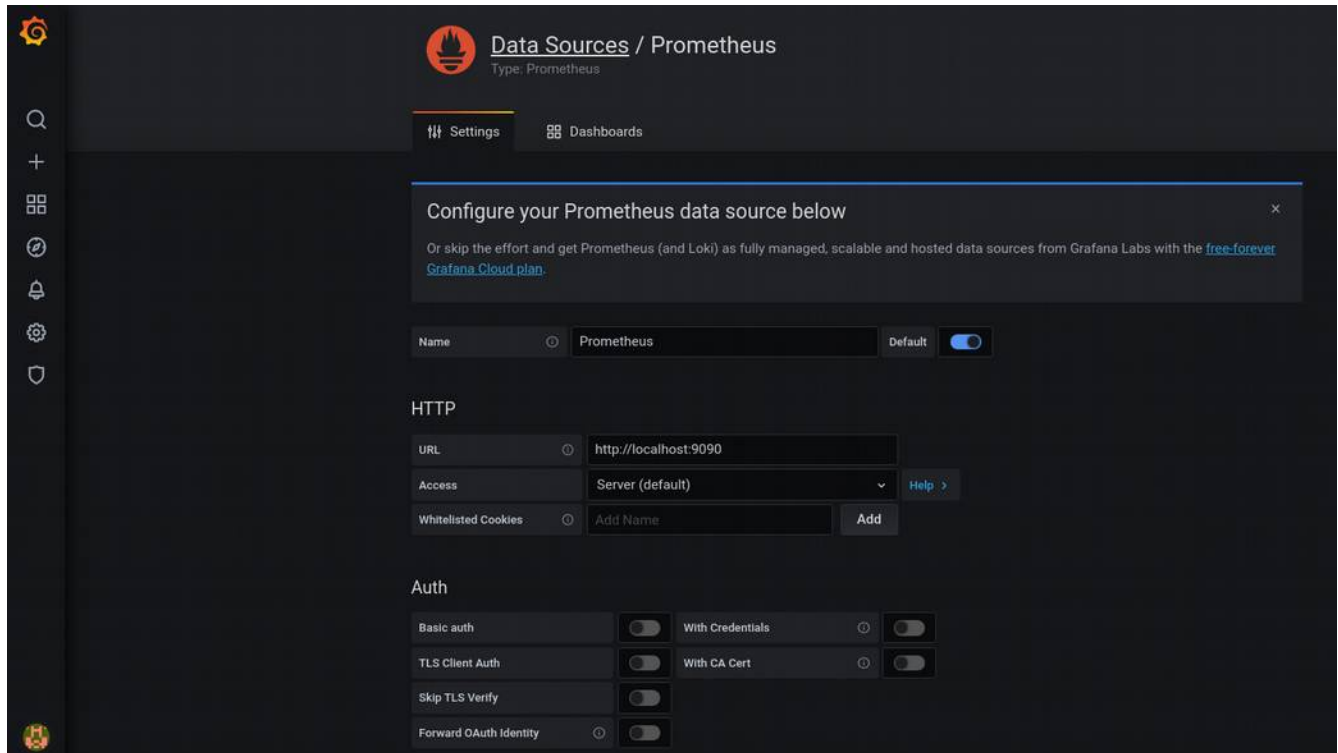 Data Sources / Prometheus
Type: Prometheus
Settings
Dashboards
Configure your Prometheus data source below
Or skip the effort and get Prometheus (and Loki) as fully managed, scalable and hosted data sources from Grafana Labs with the free-forever
Grafana Cloud plan.
Name Prometheus Default
HTTP
URL http://localhost:9090
Access Server (default) Help >
Whitelisted Cookies Add Name Add
Auth
Basic auth With Credentials
TLS Client Auth With CA Cert
Skip TLS Verify
Forward OAuth Identity